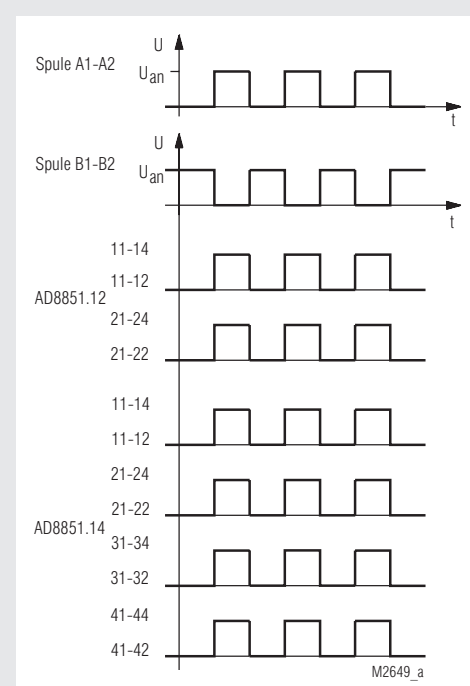 U
Spule A1-A2
Uan
t
U
Spule B1-B2
Uan
t
11-14
11-12
AD8851.12
21-24
21-22
11-14
11-12
21-24
21-22
AD8851.14
31-34
31-32
41-44
41-42
M2649_a